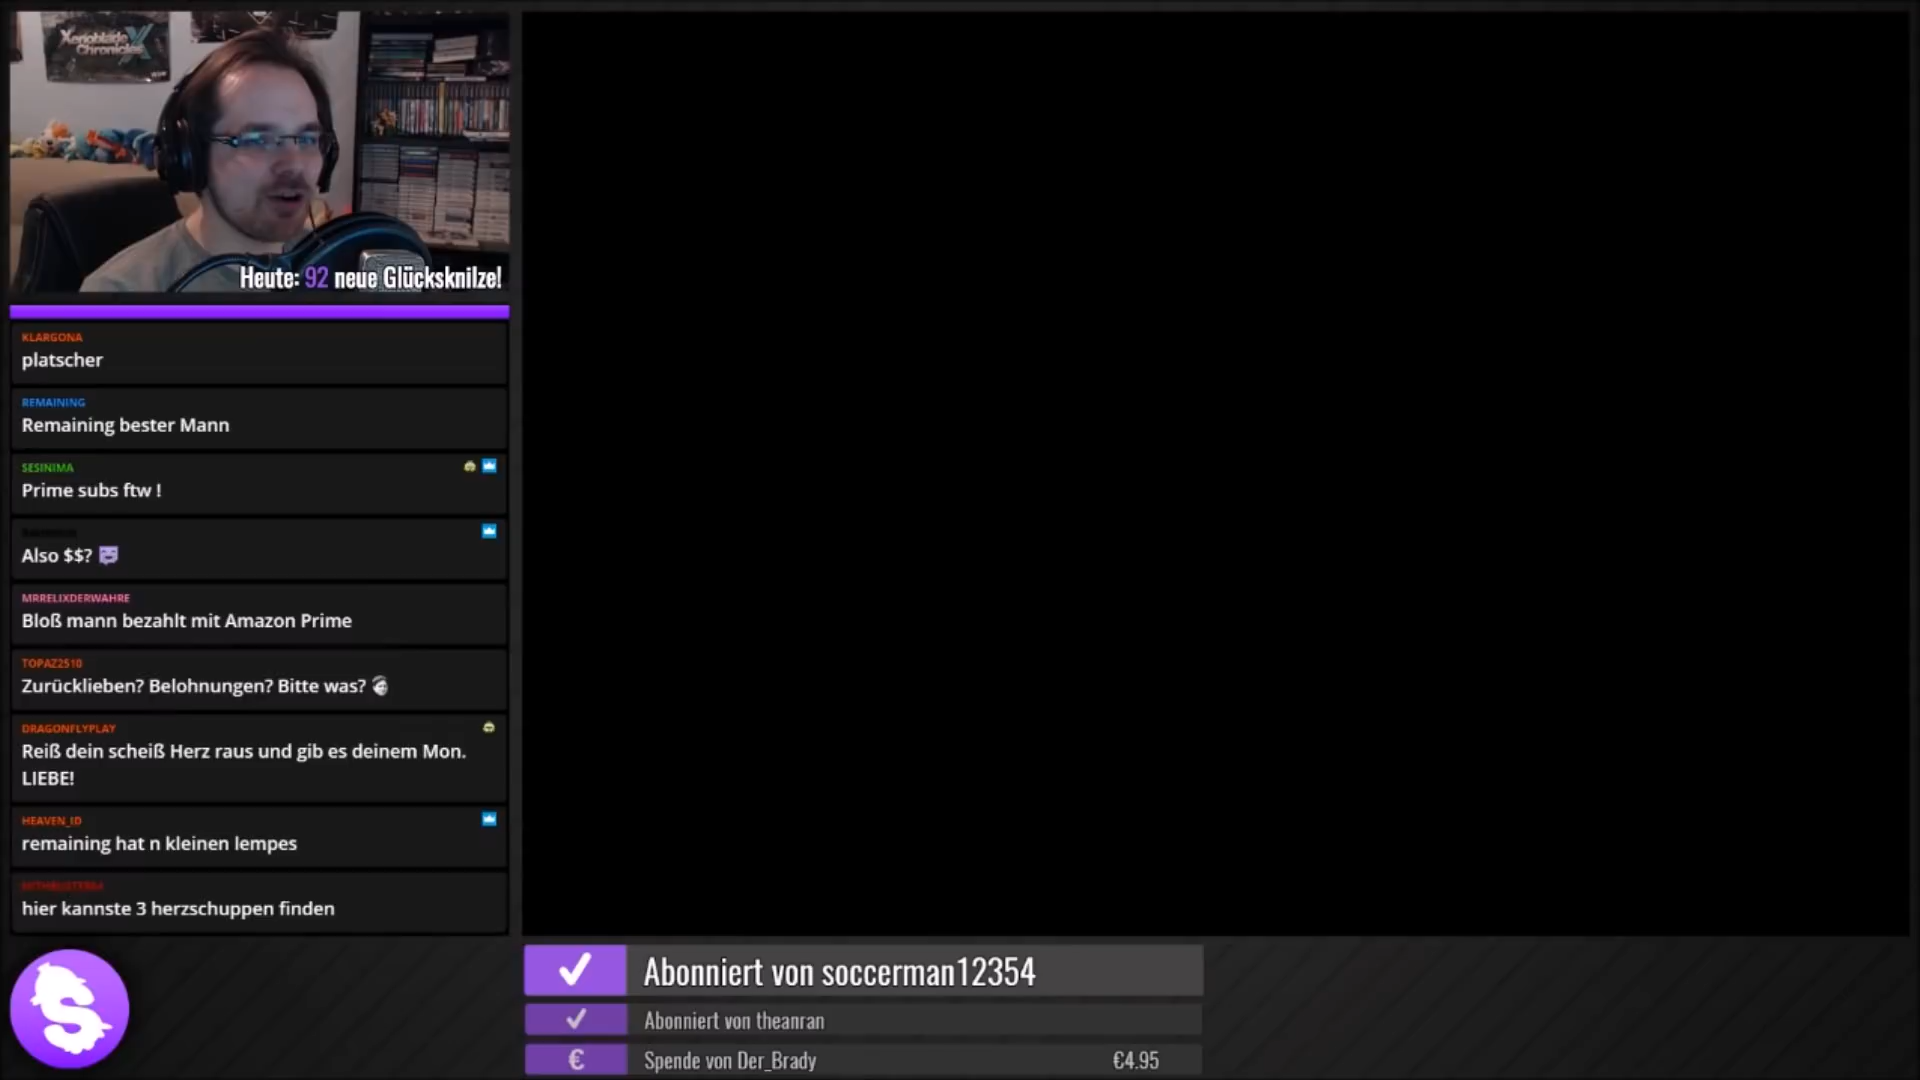 Xenoblade
Chronicles X
Heute: 92 neue Glücksknilze!
KLARGONA
platscher
REMAINING
Remaining bester Mann
SESINIMA
Prime subs ftw !
Also $$?
MRRELIXDERWAHRE
Bloß mann bezahlt mit Amazon Prime
TOPAZ2510
Zurücklieben? Belohnungen? Bitte was?
DRAGONFLYPLAY
Reiß dein scheiß Herz raus und gib es deinem Mon.
LIEBE!
HEAVEN_ID
remaining hat n kleinen lempes
hier kannste 3 herzschuppen finden
S
Abonniert von soccerman12354
Abonniert von theanran
€ Spende von Der_Brady €4.95